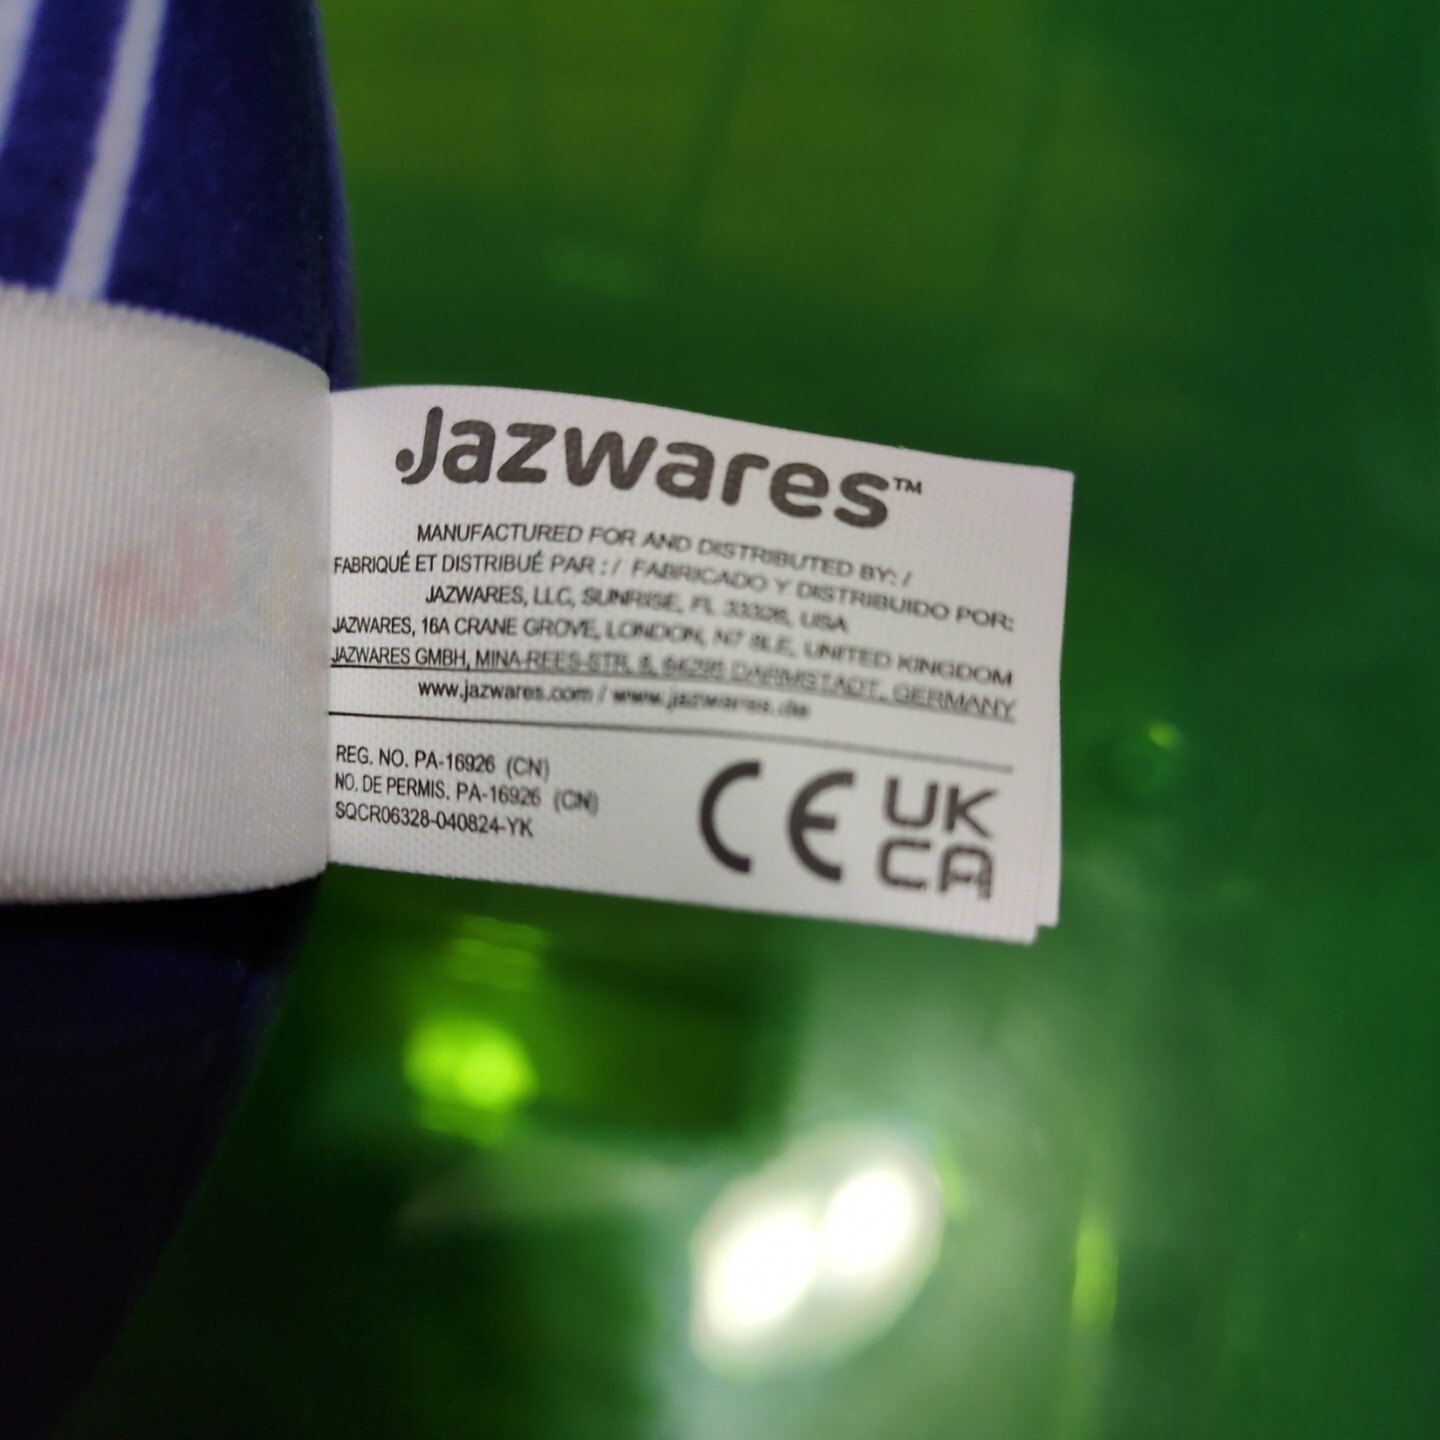 Jazwares™
MANUFACTURED FOR AND DISTRIBUTED BY: /
FABRIQUÉ ET DISTRIBUÉ PAR : / FABRICADO Y DISTRIBUIDO POR:
JAZWARES, LLC, SUNRISE, FL 33326, USA
JAZWARES, 16A CRANE GROVE, LONDON, N7 8LE, UNITED KINGDOM
JAZWARES GMBH, MINA-REES-STR. 8, 64295 DARMSTADT, GERMANY
www.jazwares.com / www.jazwares.de
REG. NO. PA-16926 (CN)
NO. DE PERMIS. PA-16926 (CN)
SQCR06328-040824-YK
CE
UK
CA